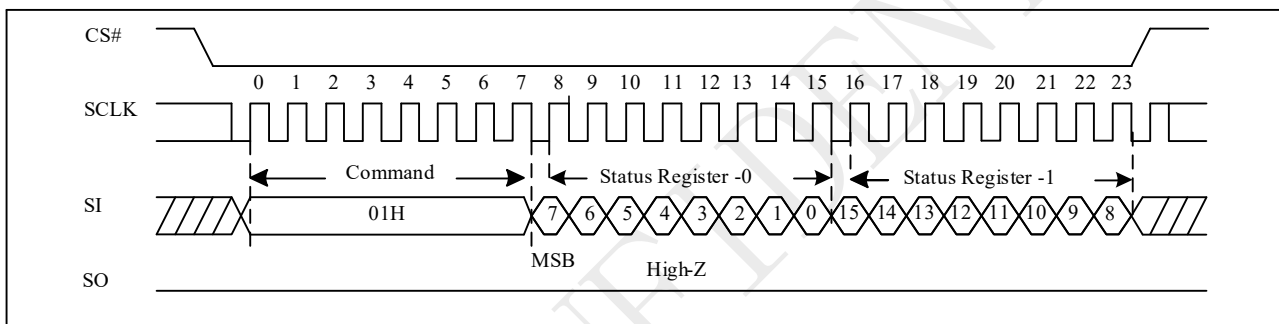 CS#
0 1 2 3 4 5 6 7 8 9 10 11 12 13 14 15 16 17 18 19 20 21 22 23
SCLK
Command Status Register -0 Status Register -1
SI 01H 7 6 5 4 3 2 1 0 15 14 13 12 11 10 9 8
MSB High-Z
SO